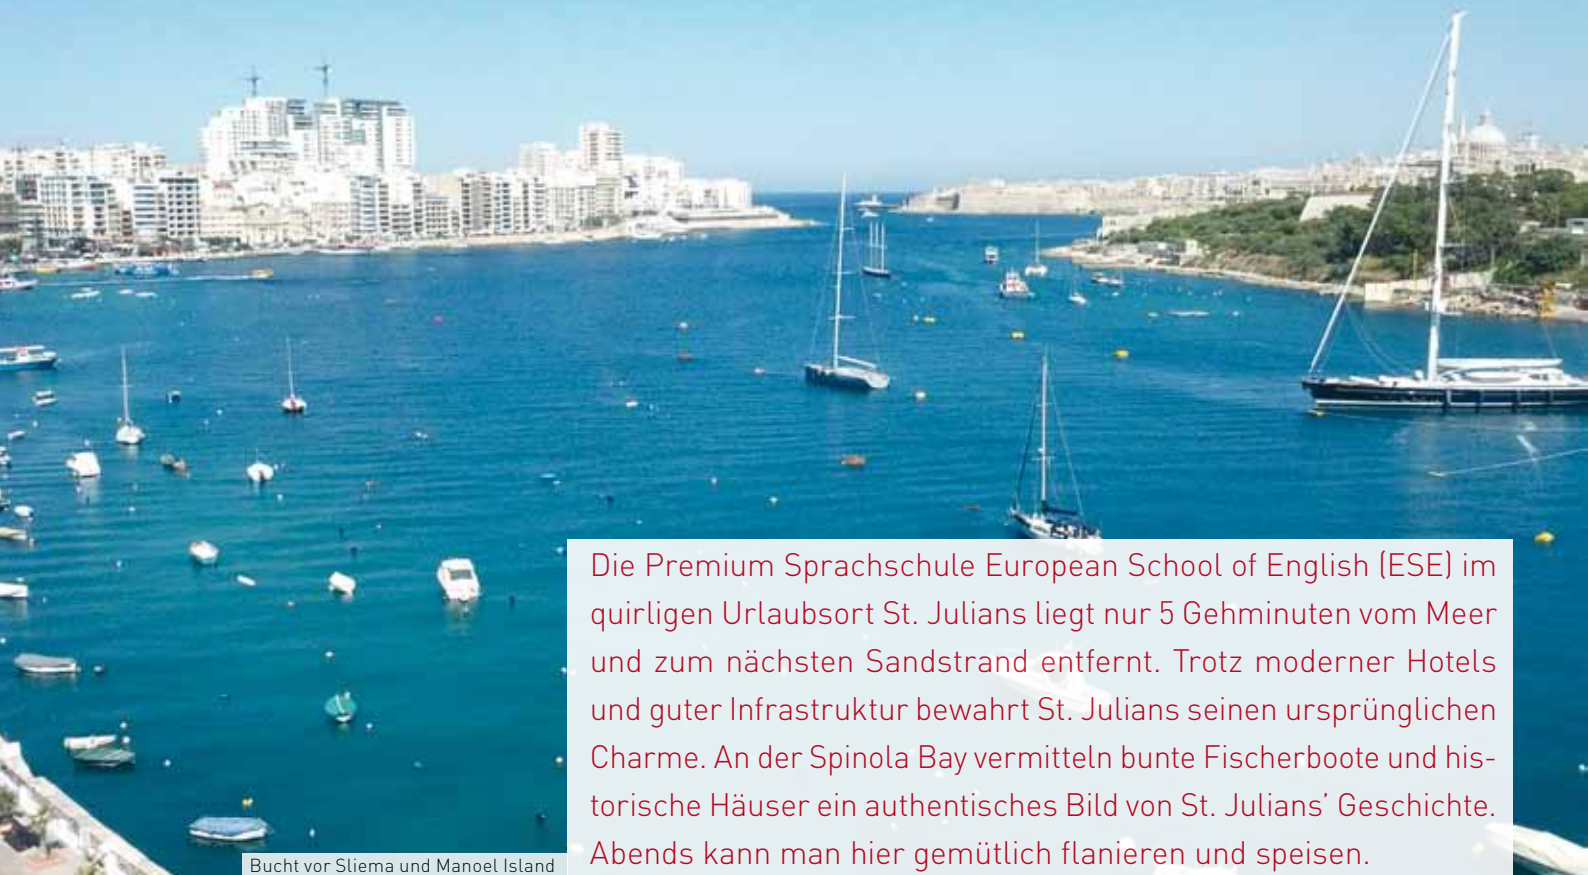 Die Premium Sprachschule European School of English (ESE) im
quirligen Urlaubsort St. Julians liegt nur 5 Gehminuten vom Meer
und zum nächsten Sandstrand entfernt. Trotz moderner Hotels
und guter Infrastruktur bewahrt St. Julians seinen ursprünglichen
Charme. An der Spinola Bay vermitteln bunte Fischerboote und his-
torische Häuser ein authentisches Bild von St. Julians’ Geschichte.
Abends kann man hier gemütlich flanieren und speisen.
Bucht vor Sliema und Manoel Island